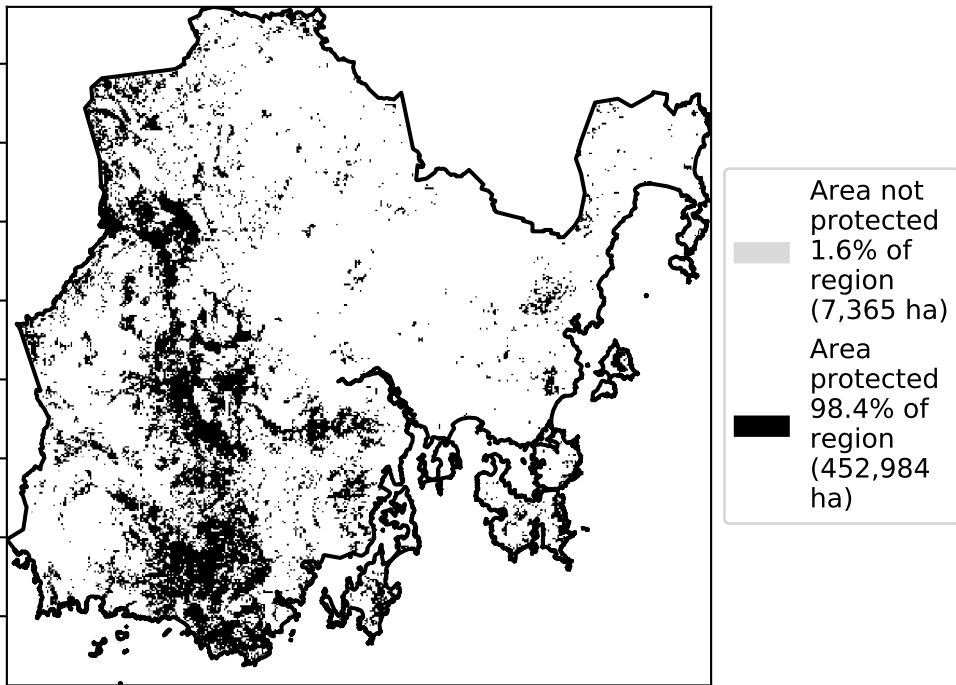 Area not
protected
1.6% of
region
(7,365 ha)
Area
protected
98.4% of
region
(452,984
ha)